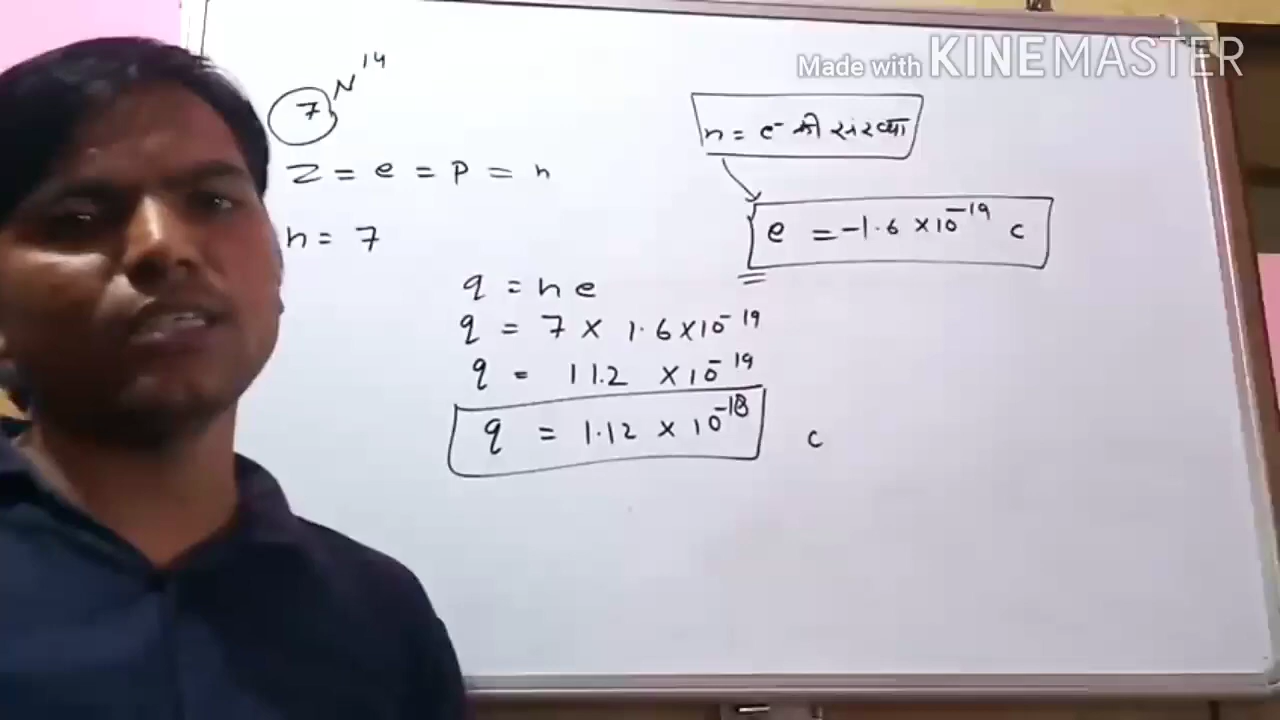 Made with KINEMASTER
7 N 14
Z = e = P = n
n = 7
n = e⁻ की संख्या
e = -1.6 × 10⁻¹⁹ c
q = n e
q = 7 × 1.6 × 10⁻¹⁹
q = 11.2 × 10⁻¹⁹
q = 1.12 × 10⁻¹⁸ c